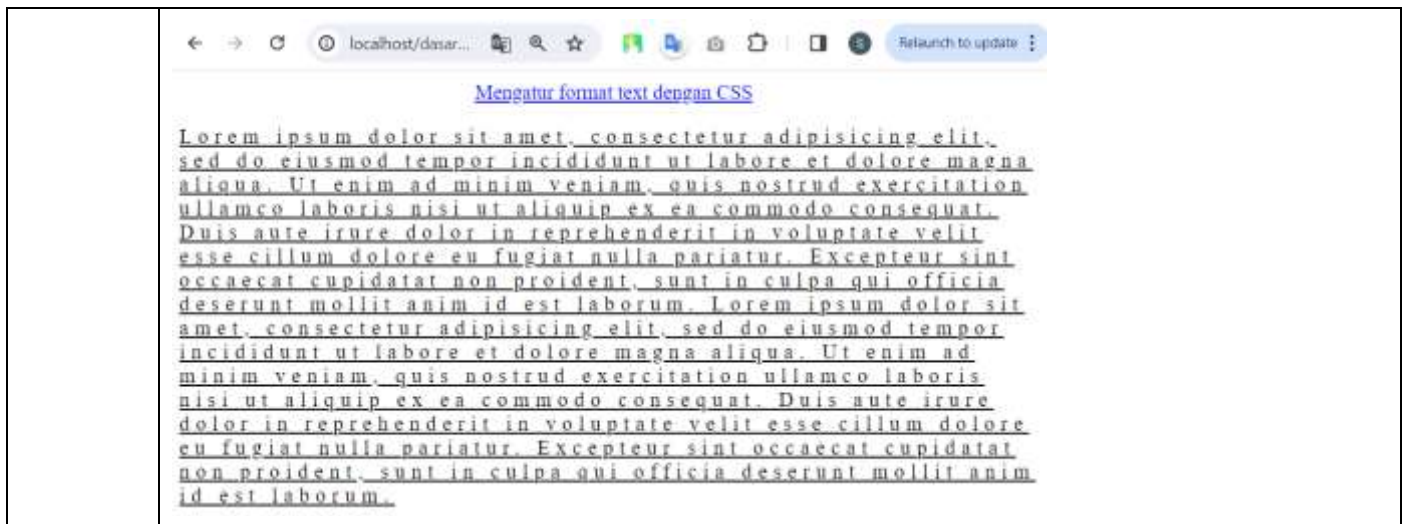 localhost/dasar...
Relaunch to update
Mengatur format text dengan CSS
Lorem ipsum dolor sit amet, consectetur adipisicing elit,
sed do eiusmod tempor incididunt ut labore et dolore magna
aliqua. Ut enim ad minim veniam, quis nostrud exercitation
ullamco laboris nisi ut aliquip ex ea commodo consequat.
Duis aute irure dolor in reprehenderit in voluptate velit
esse cillum dolore eu fugiat nulla pariatur. Excepteur sint
occaecat cupidatat non proident, sunt in culpa qui officia
deserunt mollit anim id est laborum. Lorem ipsum dolor sit
amet, consectetur adipisicing elit, sed do eiusmod tempor
incididunt ut labore et dolore magna aliqua. Ut enim ad
minim veniam, quis nostrud exercitation ullamco laboris
nisi ut aliquip ex ea commodo consequat. Duis aute irure
dolor in reprehenderit in voluptate velit esse cillum dolore
eu fugiat nulla pariatur. Excepteur sint occaecat cupidatat
non proident, sunt in culpa qui officia deserunt mollit anim
id est laborum.